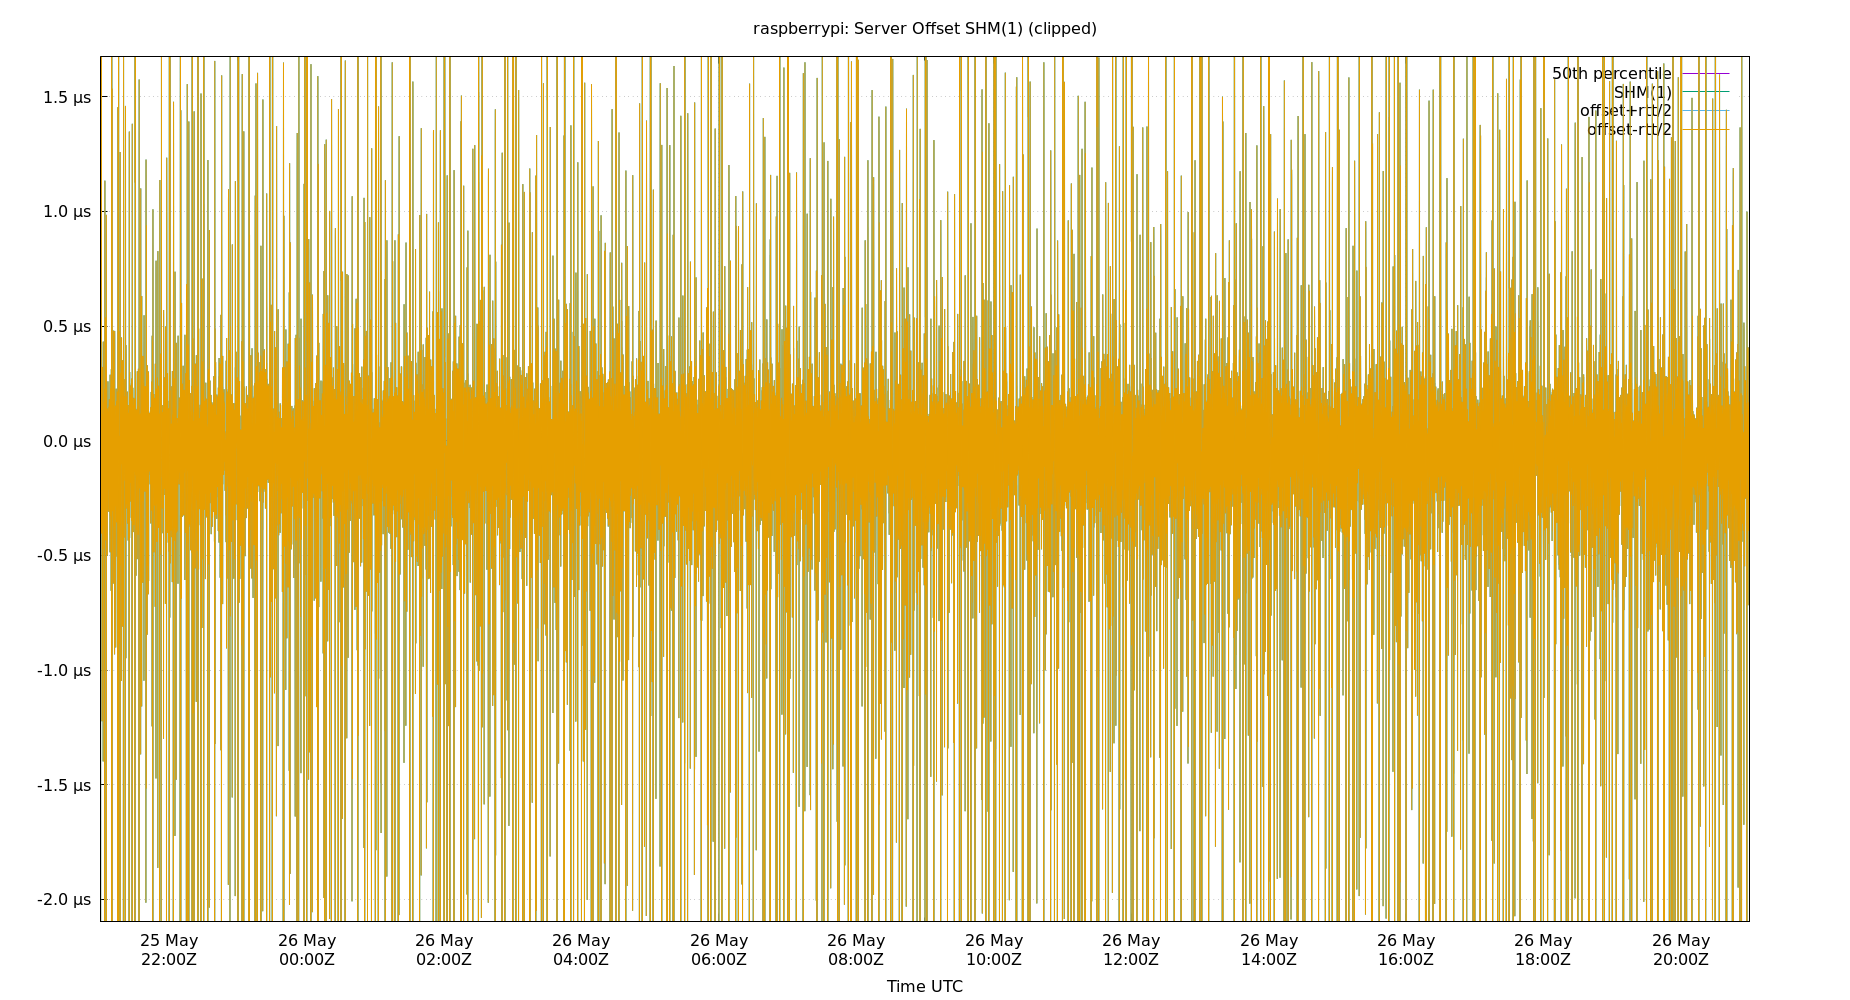 raspberrypi: Server Offset SHM(1) (clipped)
50th percentile
SHM(1)
offset+rtt/2
offset-rtt/2
1.5 µs
1.0 µs
0.5 µs
0.0 µs
-0.5 µs
-1.0 µs
-1.5 µs
-2.0 µs
25 May 26 May 26 May 26 May 26 May 26 May 26 May 26 May 26 May 26 May 26 May 26 May
22:00Z 00:00Z 02:00Z 04:00Z 06:00Z 08:00Z 10:00Z 12:00Z 14:00Z 16:00Z 18:00Z 20:00Z
Time UTC